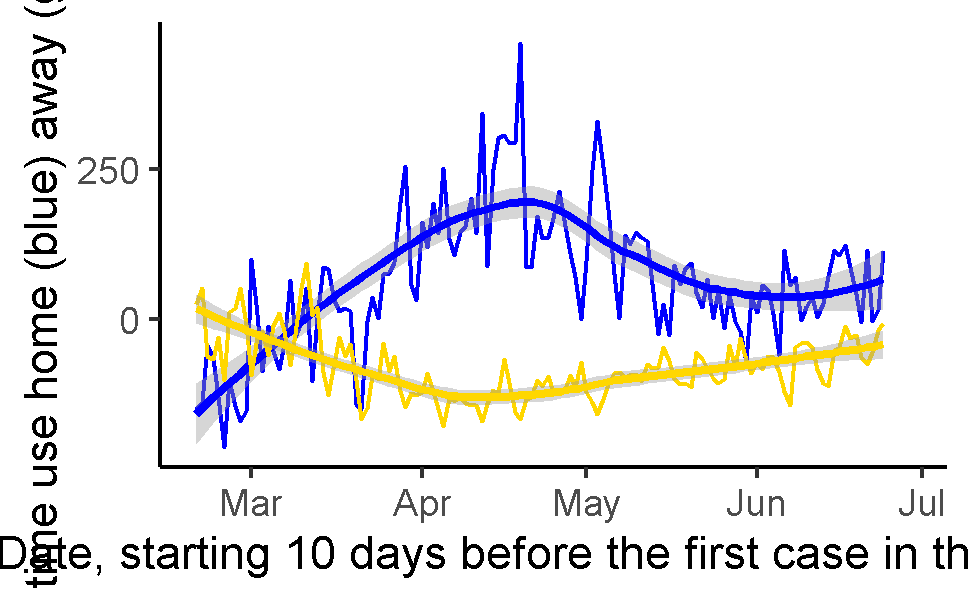 time use home (blue) away (
250
0
Mar Apr May Jun Jul
Date, starting 10 days before the first case in th